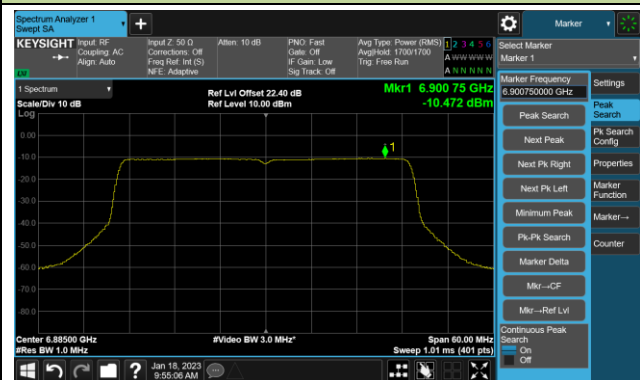 Spectrum Analyzer 1
Swept SA
Marker
KEYSIGHT
Input: RF
Coupling: AC
Align: Auto
Input Z: 50 Ω
Corrections: Off
Freq Ref: Int (S)
NFE: Adaptive
Atten: 10 dB
PNO: Fast
Gate: Off
IF Gain: Low
Sig Track: Off
Avg Type: Power (RMS)
Avg|Hold: 1700/1700
Trig: Free Run
1 2 3 4 5 6
A W W W W W
A N N N N N
Select Marker
Marker 1
1 Spectrum
Scale/Div 10 dB
Log
Ref Lvl Offset 22.40 dB
Ref Level 10.00 dBm
Mkr1 6.900 75 GHz
-10.472 dBm
1
0.00
-10.0
-20.0
-30.0
-40.0
-50.0
-60.0
-70.0
-80.0
Center 6.88500 GHz
#Res BW 1.0 MHz
#Video BW 3.0 MHz*
Span 60.00 MHz
Sweep 1.01 ms (401 pts)
Marker Frequency
6.900750000 GHz
Peak Search
Next Peak
Next Pk Right
Next Pk Left
Minimum Peak
Pk-Pk Search
Marker Delta
Mkr→CF
Mkr→Ref Lvl
Continuous Peak
Search
On
Off
Settings
Peak
Search
Pk Search
Config
Properties
Marker
Function
Marker→
Counter
?
Jan 18, 2023
9:55:06 AM